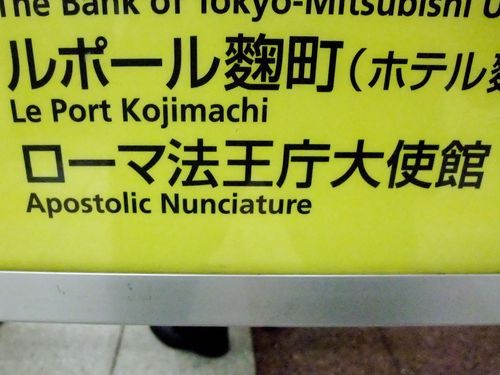 The Bank of Tokyo-Mitsubishi U
ルポール麴町(ホテル
Le Port Kojimachi
ローマ法王庁大使館
Apostolic Nunciature